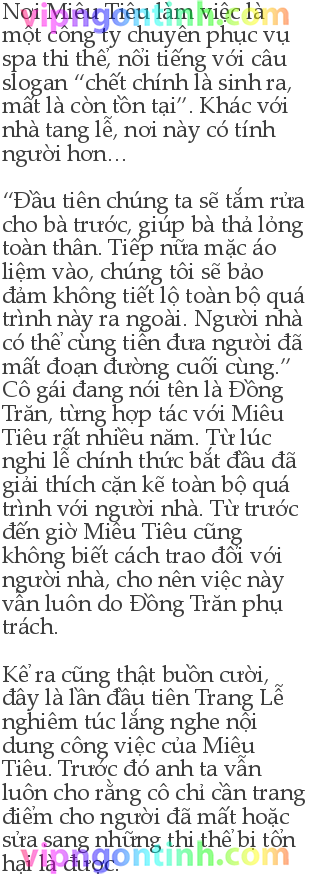 Nơi Miêu Tiêu làm việc là
một công ty chuyên phục vụ
spa thi thể, nổi tiếng với câu
slogan “chết chính là sinh ra,
mất là còn tồn tại”. Khác với
nhà tang lễ, nơi này có tính
người hơn…
“Đầu tiên chúng ta sẽ tắm rửa
cho bà trước, giúp bà thả lỏng
toàn thân. Tiếp nữa mặc áo
liệm vào, chúng tôi sẽ bảo
đảm không tiết lộ toàn bộ quá
trình này ra ngoài. Người nhà
có thể cùng tiễn đưa người đã
mất đoạn đường cuối cùng.”
Cô gái đang nói tên là Đồng
Trăn, từng hợp tác với Miêu
Tiêu rất nhiều năm. Từ lúc
nghi lễ chính thức bắt đầu đã
giải thích cặn kẽ toàn bộ quá
trình với người nhà. Từ trước
đến giờ Miêu Tiêu cũng
không biết cách trao đổi với
người nhà, cho nên việc này
vẫn luôn do Đồng Trăn phụ
trách.
Kể ra cũng thật buồn cười,
đây là lần đầu tiên Trang Lễ
nghiêm túc lắng nghe nội
dung công việc của Miêu
Tiêu. Trước đó anh ta vẫn
luôn cho rằng cô chỉ cần trang
điểm cho người đã mất hoặc
sửa sang những thi thể bị tổn
hại là được.
vipngontinh.com
vipngontinh.com